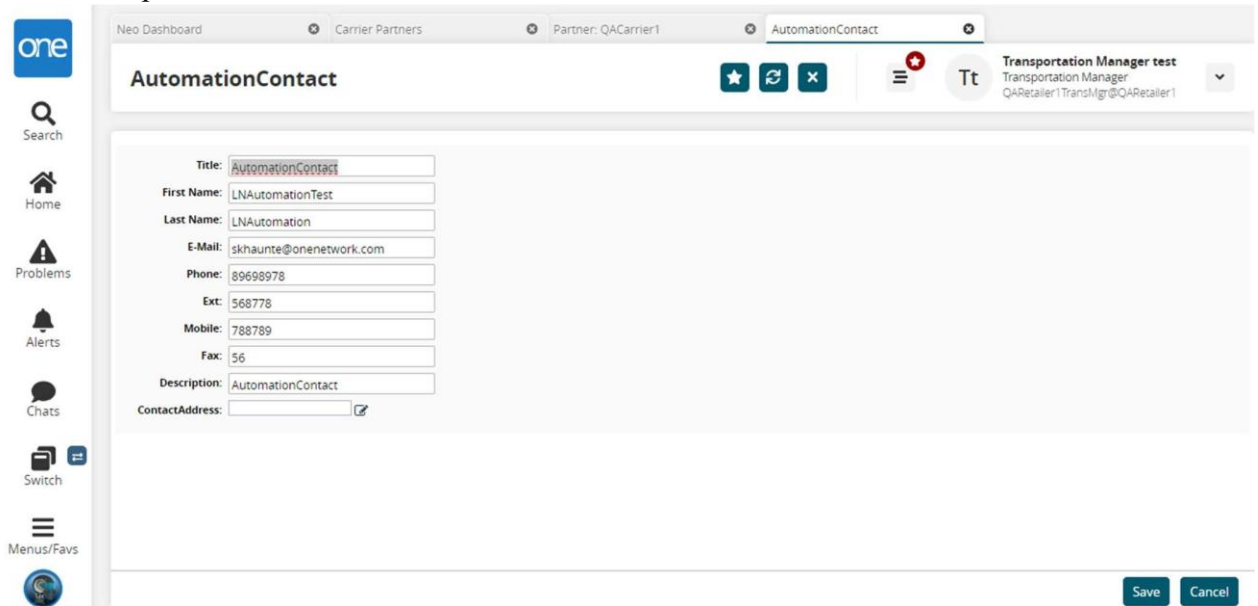 one
Neo Dashboard
Carrier Partners
Partner: QACarrier1
AutomationContact
AutomationContact
Tt
Transportation Manager test
Transportation Manager
QARetailer1TransMgr@QARetailer1
Search
Home
Problems
Alerts
Chats
Switch
Menus/Favs
Title: AutomationContact
First Name: LNAutomationTest
Last Name: LNAutomation
E-Mail: skhaunte@onenetwork.com
Phone: 89698978
Ext: 568778
Mobile: 788789
Fax: 56
Description: AutomationContact
ContactAddress:
Save
Cancel